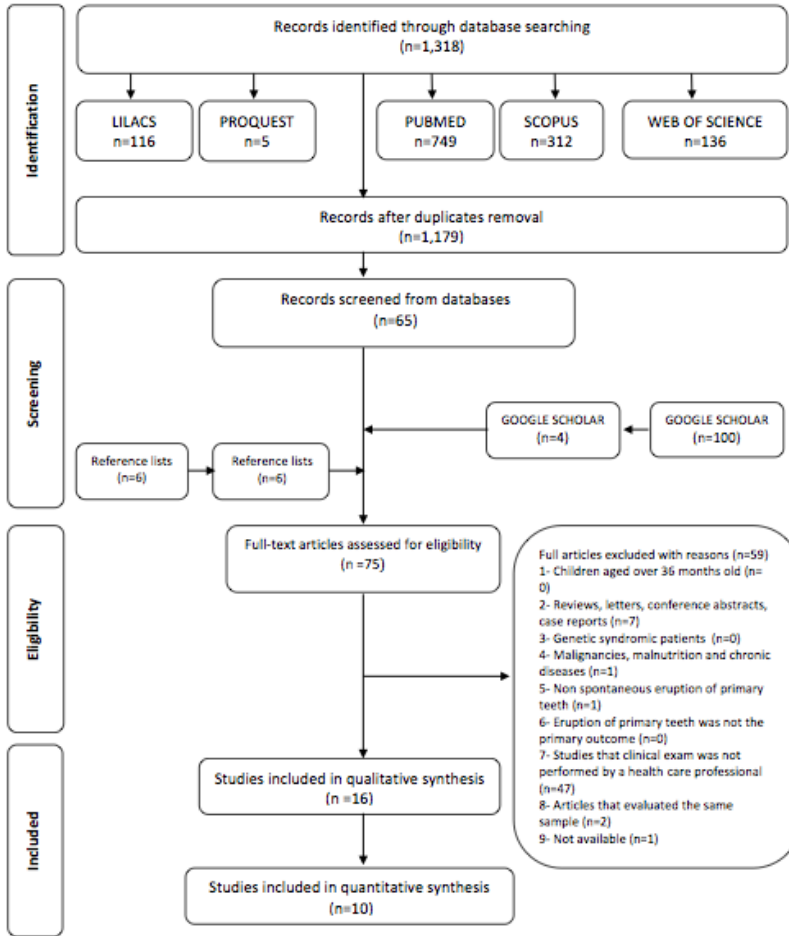 Identification
Records identified through database searching
(n=1,318)
LILACS
n=116
PROQUEST
n=5
PUBMED
n=749
SCOPUS
n=312
WEB OF SCIENCE
n=136
Records after duplicates removal
(n=1,179)
Screening
Records screened from databases
(n=65)
GOOGLE SCHOLAR
(n=4)
GOOGLE SCHOLAR
(n=100)
Reference lists
(n=6)
Reference lists
(n=6)
Eligibility
Full-text articles assessed for eligibility
(n =75)
Full articles excluded with reasons (n=59)
1- Children aged over 36 months old (n=
0)
2- Reviews, letters, conference abstracts,
case reports (n=7)
3- Genetic syndromic patients (n=0)
4- Malignancies, malnutrition and chronic
diseases (n=1)
5- Non spontaneous eruption of primary
teeth (n=1)
6- Eruption of primary teeth was not the
primary outcome (n=0)
7- Studies that clinical exam was not
performed by a health care professional
(n=47)
8- Articles that evaluated the same
sample (n=2)
9- Not available (n=1)
Included
Studies included in qualitative synthesis
(n =16)
Studies included in quantitative synthesis
(n=10)